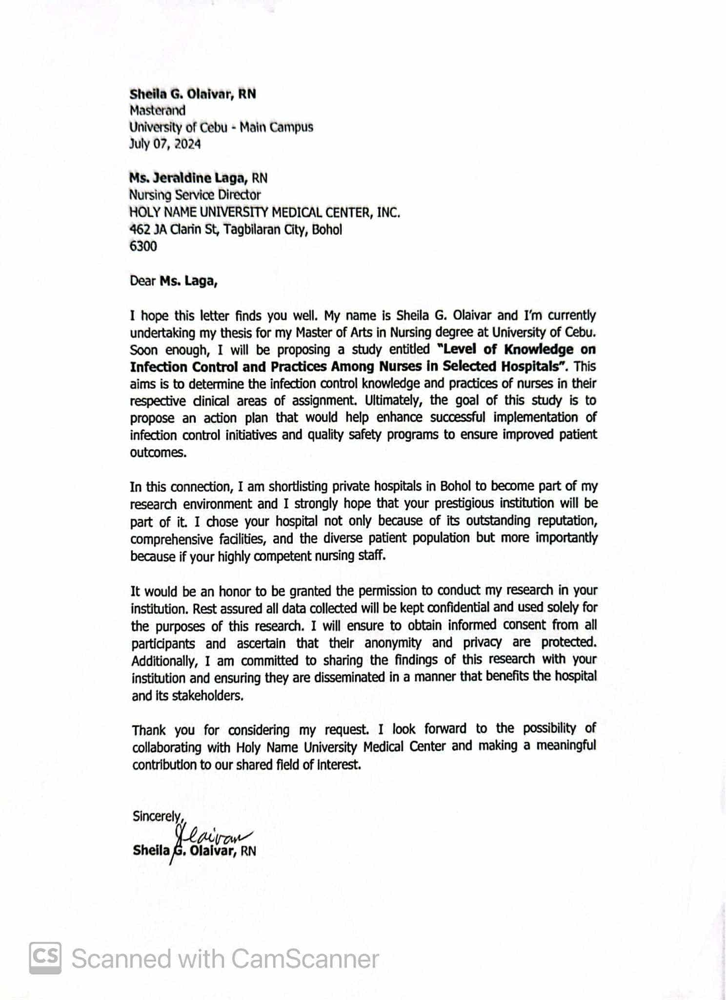 Sheila G. Olaivar, RN
Masterand
University of Cebu - Main Campus
July 07, 2024
Ms. Jeraldine Laga, RN
Nursing Service Director
HOLY NAME UNIVERSITY MEDICAL CENTER, INC.
462 JA Clarin St, Tagbilaran City, Bohol
6300
Dear Ms. Laga,
I hope this letter finds you well. My name is Sheila G. Olaivar and I'm currently
undertaking my thesis for my Master of Arts in Nursing degree at University of Cebu.
Soon enough, I will be proposing a study entitled "Level of Knowledge on
Infection Control and Practices Among Nurses in Selected Hospitals". This
aims is to determine the infection control knowledge and practices of nurses in their
respective clinical areas of assignment. Ultimately, the goal of this study is to
propose an action plan that would help enhance successful implementation of
infection control initiatives and quality safety programs to ensure improved patient
outcomes.
In this connection, I am shortlisting private hospitals in Bohol to become part of my
research environment and I strongly hope that your prestigious institution will be
part of it. I chose your hospital not only because of its outstanding reputation,
comprehensive facilities, and the diverse patient population but more importantly
because if your highly competent nursing staff.
It would be an honor to be granted the permission to conduct my research in your
institution. Rest assured all data collected will be kept confidential and used solely for
the purposes of this research. I will ensure to obtain informed consent from all
participants and ascertain that their anonymity and privacy are protected.
Additionally, I am committed to sharing the findings of this research with your
institution and ensuring they are disseminated in a manner that benefits the hospital
and its stakeholders.
Thank you for considering my request. I look forward to the possibility of
collaborating with Holy Name University Medical Center and making a meaningful
contribution to our shared field of interest.
Sincerely,
Olaivar
Sheila G. Olaivar, RN
CS Scanned with CamScanner